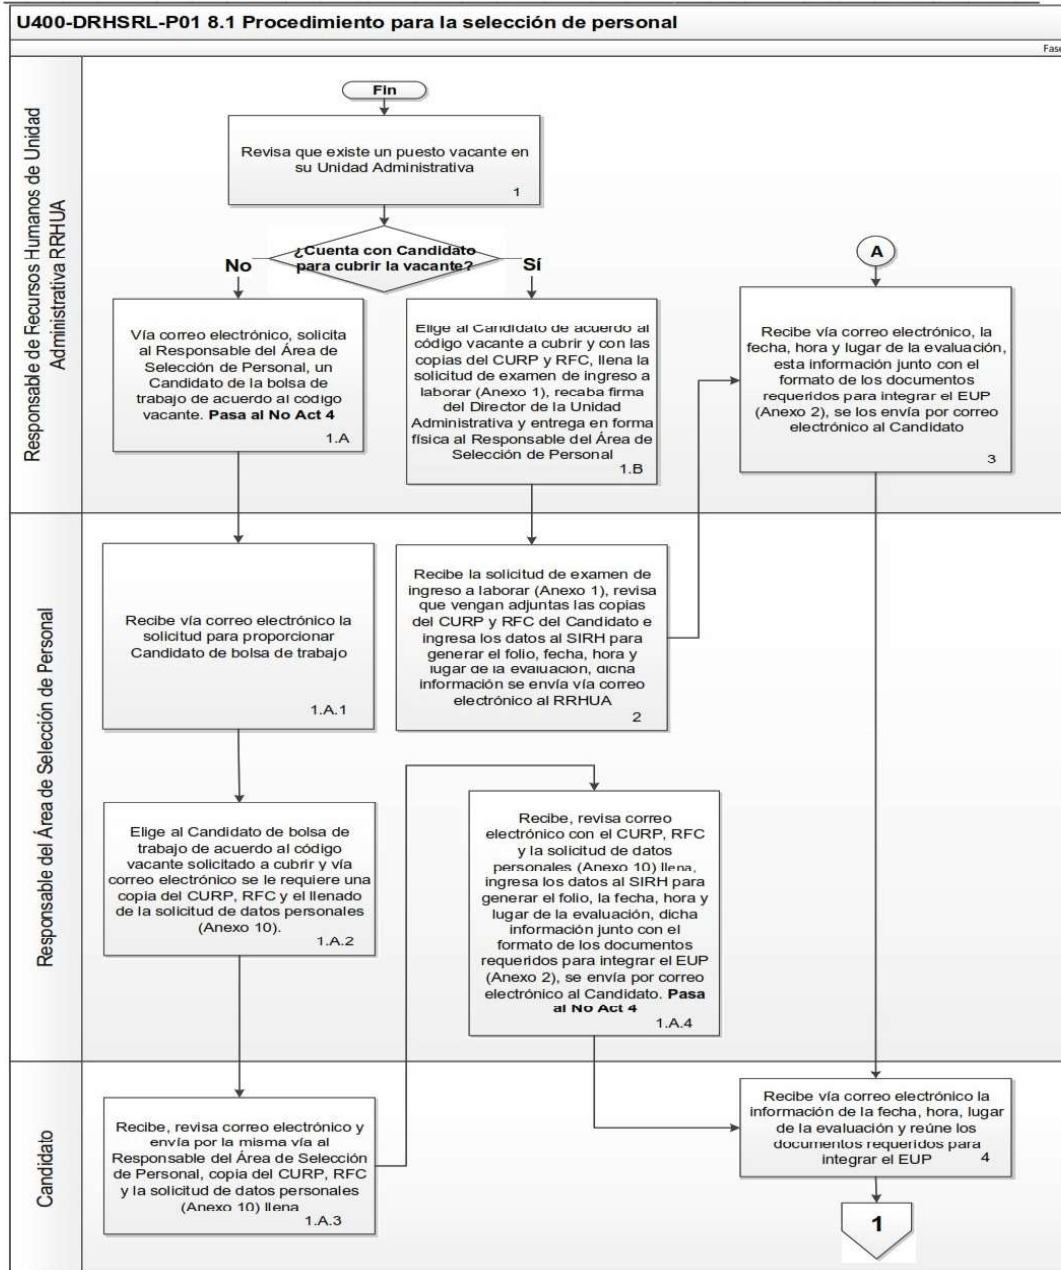 U400-DRHSRL-P01 8.1 Procedimiento para la selección de personal
Fase
Responsable de Recursos Humanos de Unidad
Administrativa RRHUA
Fin
Revisa que existe un puesto vacante en
su Unidad Administrativa
1
¿Cuenta con Candidato
para cubrir la vacante?
No
Sí
Vía correo electrónico, solicita
al Responsable del Área de
Selección de Personal, un
Candidato de la bolsa de
trabajo de acuerdo al código
vacante. Pasa al No Act 4
1.A
Elige al Candidato de acuerdo al
código vacante a cubrir y con las
copias del CURP y RFC, llena la
solicitud de examen de ingreso a
laborar (Anexo 1), recaba firma
del Director de la Unidad
Administrativa y entrega en forma
física al Responsable del Área de
Selección de Personal
1.B
A
Recibe vía correo electrónico, la
fecha, hora y lugar de la evaluación,
esta información junto con el
formato de los documentos
requeridos para integrar el EUP
(Anexo 2), se los envía por correo
electrónico al Candidato
3
Responsable del Área de Selección de Personal
Recibe vía correo electrónico la
solicitud para proporcionar
Candidato de bolsa de trabajo
1.A.1
Recibe la solicitud de examen de
ingreso a laborar (Anexo 1), revisa
que vengan adjuntas las copias
del CURP y RFC del Candidato e
ingresa los datos al SIRH para
generar el folio, fecha, hora y
lugar de la evaluación, dicha
información se envía vía correo
electrónico al RRHUA
2
Elige al Candidato de bolsa de
trabajo de acuerdo al código
vacante solicitado a cubrir y vía
correo electrónico se le requiere una
copia del CURP, RFC y el llenado
de la solicitud de datos personales
(Anexo 10).
1.A.2
Recibe, revisa correo
electrónico con el CURP, RFC
y la solicitud de datos
personales (Anexo 10) llena,
ingresa los datos al SIRH para
generar el folio, la fecha, hora y
lugar de la evaluación, dicha
información junto con el
formato de los documentos
requeridos para integrar el EUP
(Anexo 2), se envía por correo
electrónico al Candidato. Pasa
al No Act 4
1.A.4
Candidato
Recibe, revisa correo electrónico y
envía por la misma vía al
Responsable del Área de Selección
de Personal, copia del CURP, RFC
y la solicitud de datos personales
(Anexo 10) llena
1.A.3
Recibe vía correo electrónico la
información de la fecha, hora, lugar
de la evaluación y reúne los
documentos requeridos para
integrar el EUP
4
1